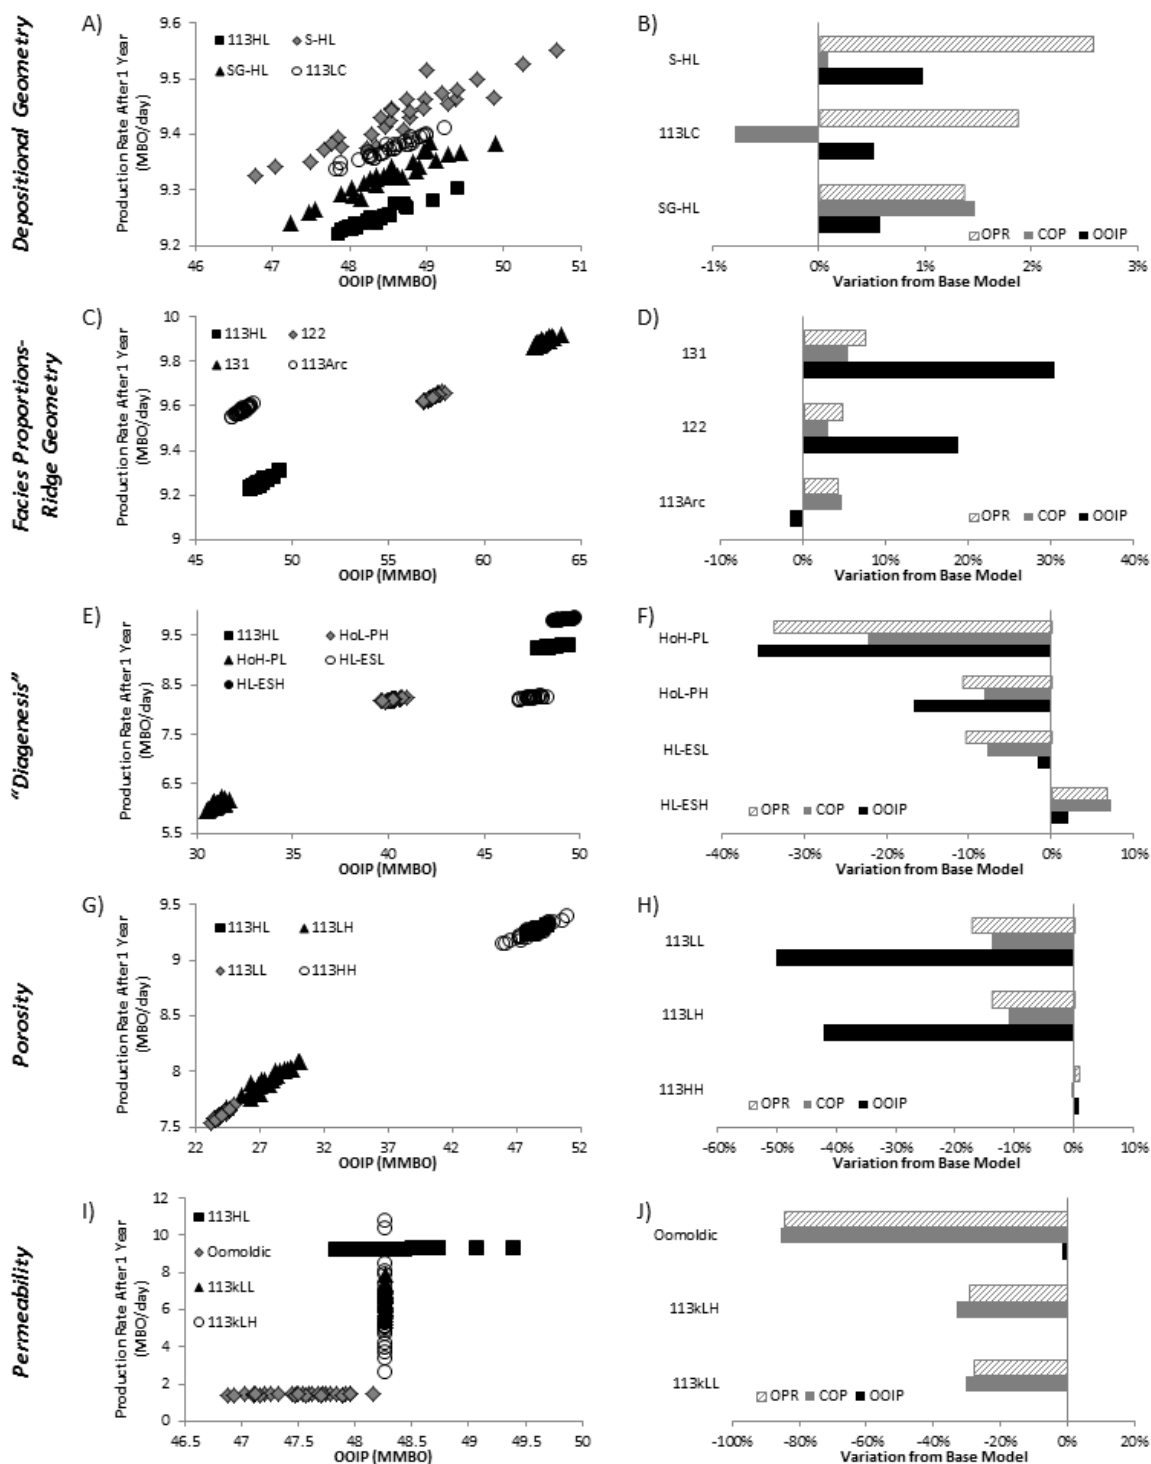 Depositional Geometry
A)
Production Rate After 1 Year
(MBO/day)
9.6
9.5
9.4
9.3
9.2
113HL S-HL
SG-HL 113LC
46 47 48 49 50 51
OOIP (MMBO)
B)
S-HL
113LC
SG-HL
OPR COP OOIP
-1% 0% 1% 2% 3%
Variation from Base Model
Facies Proportions-
Ridge Geometry
C)
Production Rate After 1 Year
(MBO/day)
10
9.8
9.6
9.4
9.2
9
113HL 122
131 113Arc
45 50 55 60 65
OOIP (MMBO)
D)
131
122
113Arc
OPR COP OOIP
-10% 0% 10% 20% 30% 40%
Variation from Base Model
"Diagenesis"
E)
Production Rate After 1 Year
(MBO/day)
9.5
8.5
7.5
6.5
5.5
113HL HoL-PH
HoH-PL HL-ESL
HL-ESH
30 35 40 45 50
OOIP (MMBO)
F)
HoH-PL
HoL-PH
HL-ESL
HL-ESH
OPR COP OOIP
-40% -30% -20% -10% 0% 10%
Variation from Base Model
Porosity
G)
Production Rate After 1 Year
(MBO/day)
9.5
9
8.5
8
7.5
113HL 113LH
113LL 113HH
22 27 32 37 42 47 52
OOIP (MMBO)
H)
113LL
113LH
113HH
OPR COP OOIP
-60% -50% -40% -30% -20% -10% 0% 10%
Variation from Base Model
Permeability
I)
Production Rate After 1 Year
(MBO/day)
12
10
8
6
4
2
0
113HL
Oomoldic
113kLL
113kLH
46.5 47 47.5 48 48.5 49 49.5 50
OOIP (MMBO)
J)
Oomoldic
113kLH
113kLL
OPR COP OOIP
-100% -80% -60% -40% -20% 0% 20%
Variation from Base Model